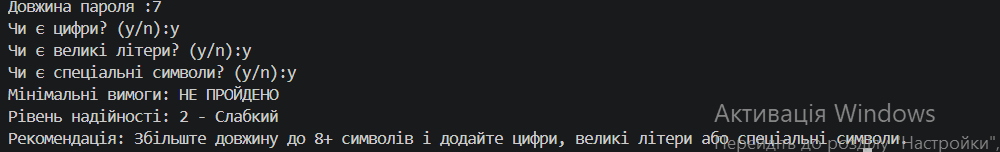 Довжина пароля :7
Чи є цифри? (y/n):y
Чи є великі літери? (y/n):y
Чи є спеціальні символи? (y/n):y
Мінімальні вимоги: НЕ ПРОЙДЕНО
Рівень надійності: 2 - Слабкий
Рекомендація: Збільште довжину до 8+ символів і додайте цифри, великі літери або спеціальні символи.
Активація Windows
Перейдіть до розділу "Настройки",